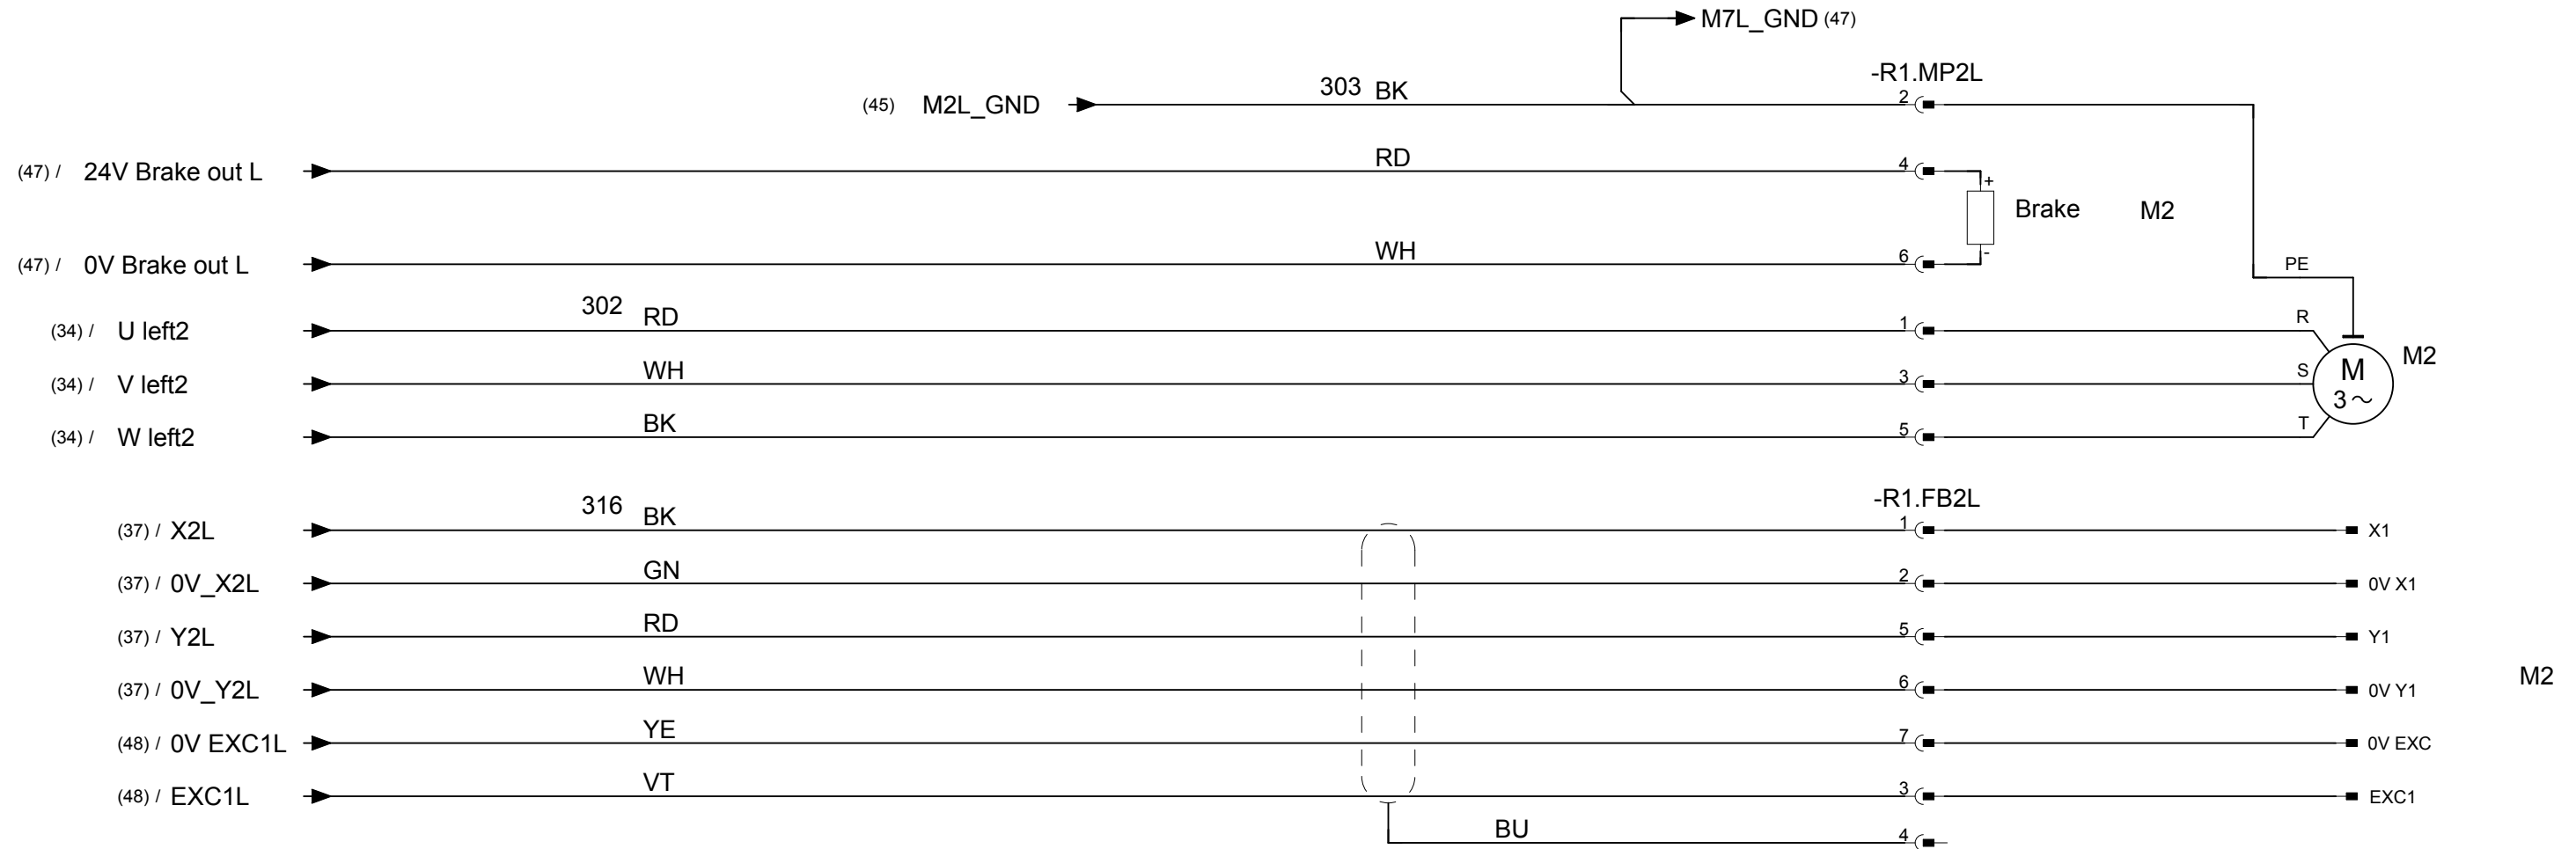 M7L_GND (47)
-R1.MP2L
(45) M2L_GND 303 BK 2
(47) / 24V Brake out L RD 4
+
Brake M2
-
(47) / 0V Brake out L WH 6
PE
302
(34) / U left2 RD 1 R
M2
(34) / V left2 WH 3 S M
3~
(34) / W left2 BK 5 T
316 -R1.FB2L
(37) / X2L BK 1 X1
(37) / 0V_X2L GN 2 0V X1
(37) / Y2L RD 5 Y1
(37) / 0V_Y2L WH 6 0V Y1
M2
(48) / 0V EXC1L YE 7 0V EXC
(48) / EXC1L VT 3 EXC1
BU 4